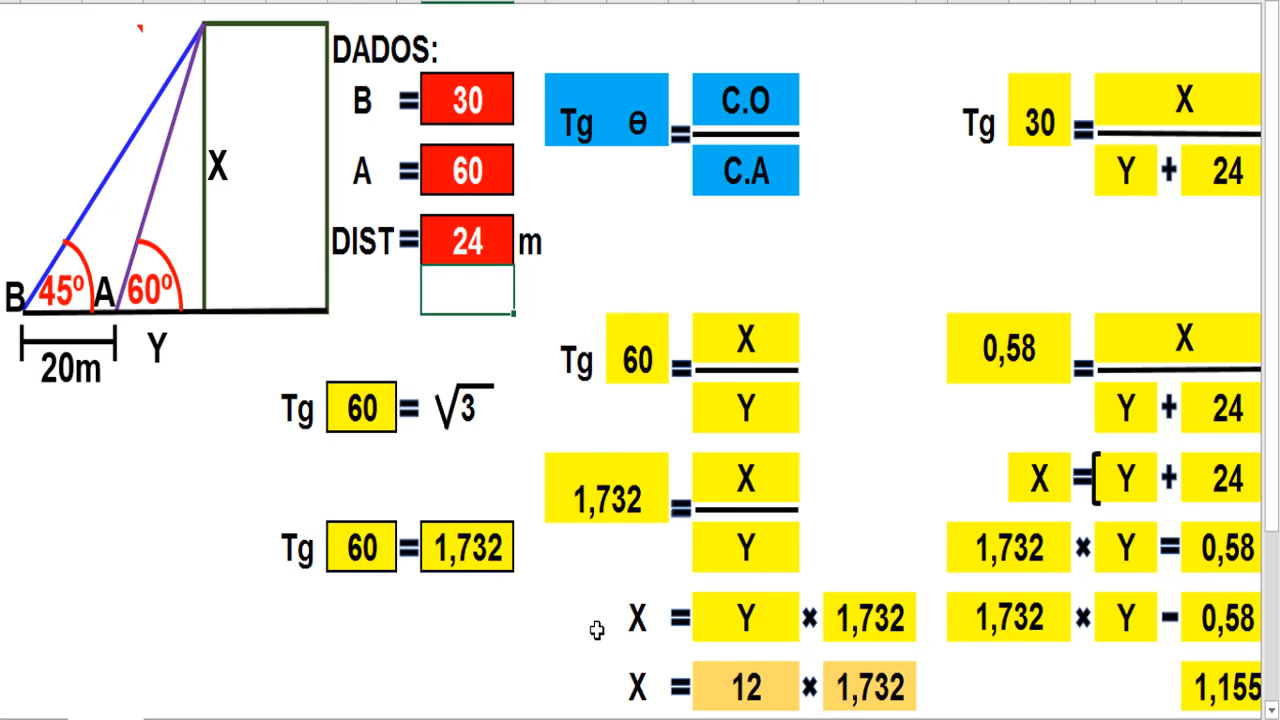 DADOS:
B = 30
A = 60
DIST = 24 m
X
B 45º A 60º
Y
20m
Tg 60 = √3
Tg 60 = 1,732
Tg ө = C.O
C.A
Tg 60 = X
Y
1,732 = X
Y
X = Y × 1,732
X = 12 × 1,732
Tg 30 = X
Y + 24
0,58 = X
Y + 24
X = [ Y + 24
1,732 × Y = 0,58
1,732 × Y - 0,58
1,155